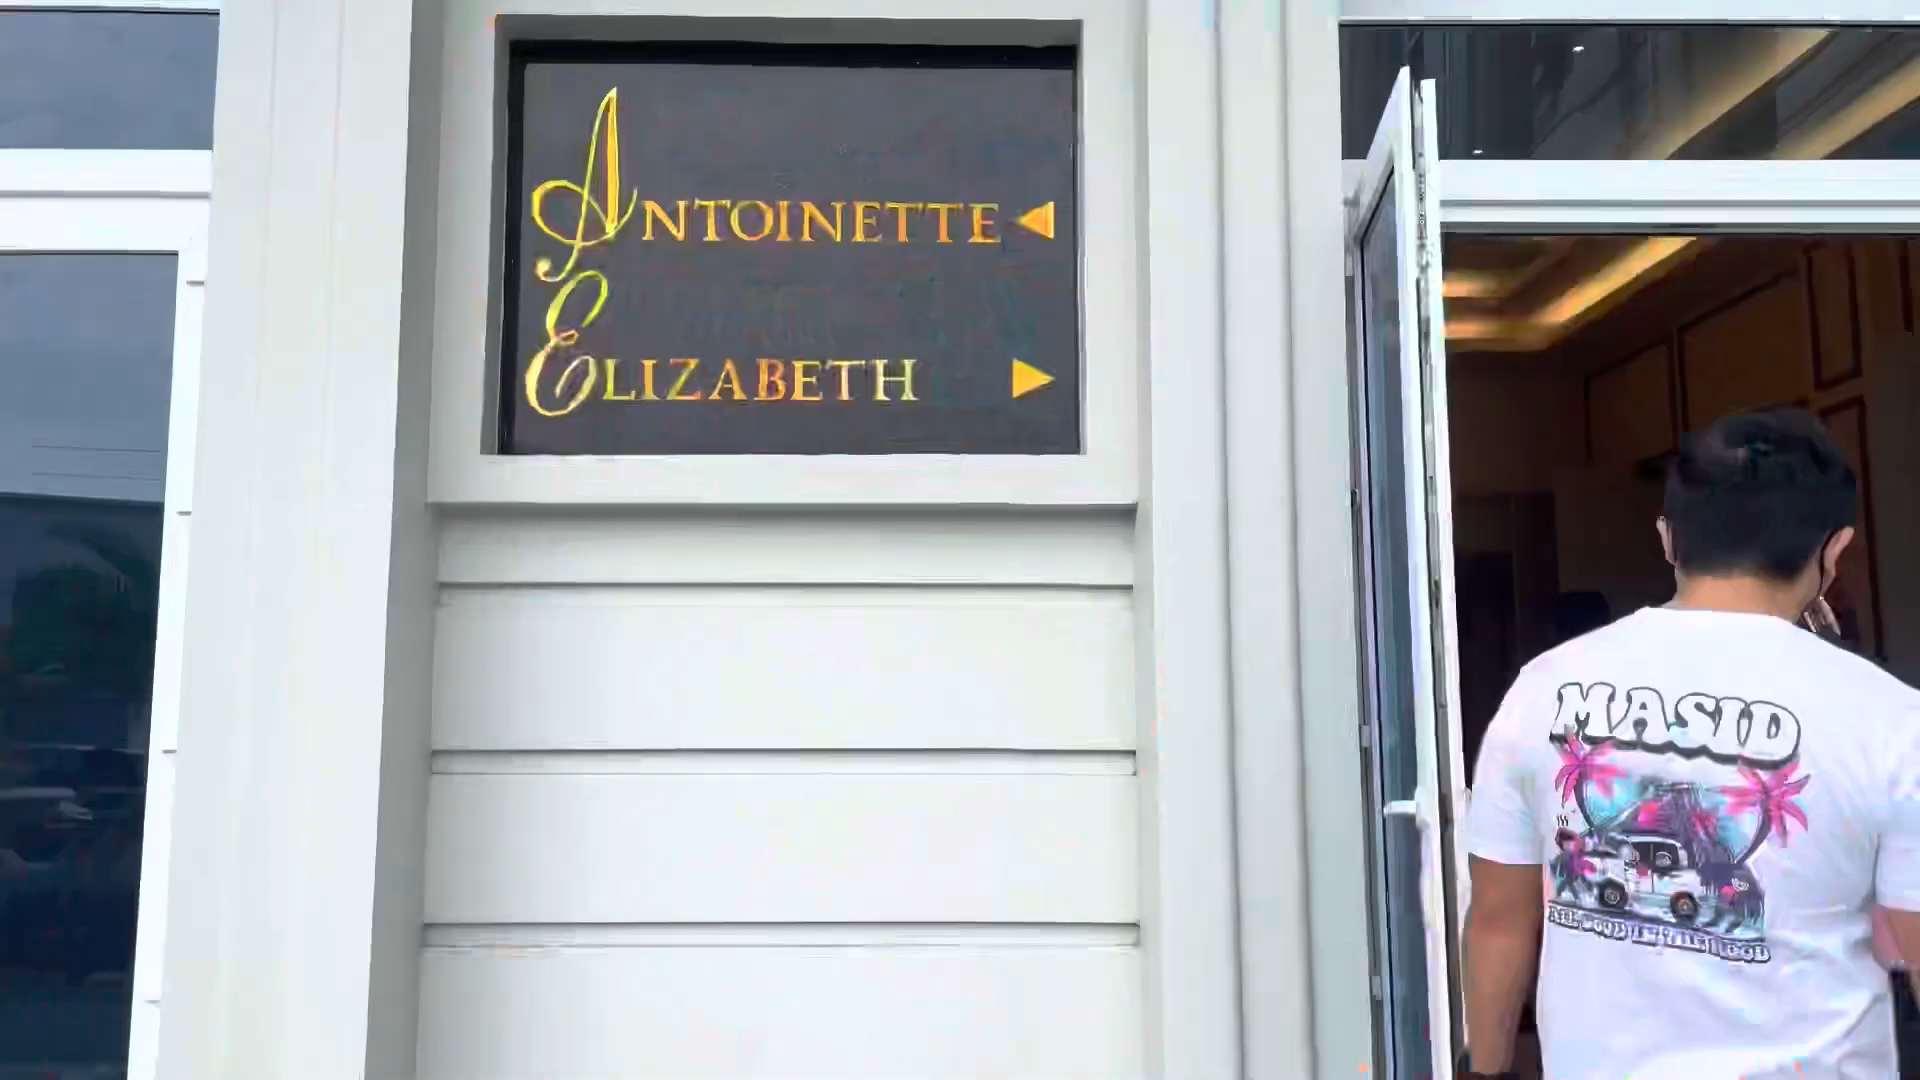 ANTOINETTE ◀
ELIZABETH ▶
MASID